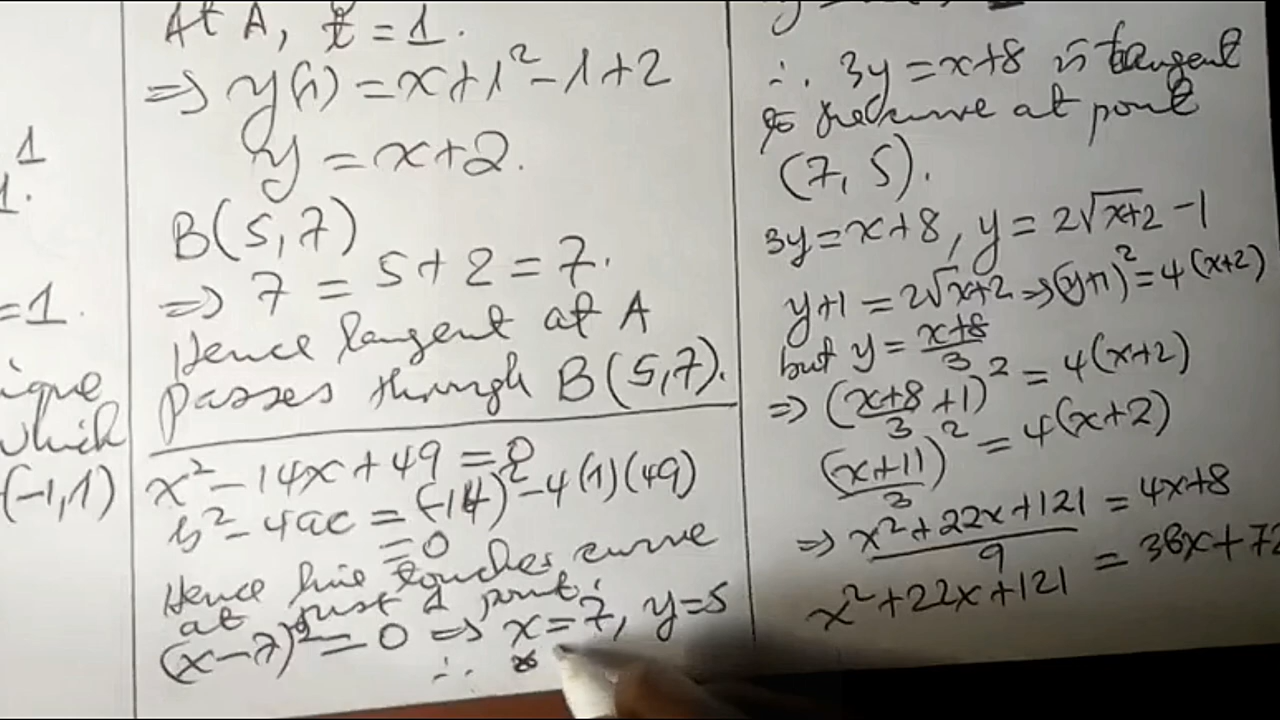 1
1.
=1.
ique
which
(-1,1)
At A, t=1.
⇒ y(1) = x+1²-1+2
y = x+2.
B(5,7)
⇒ 7 = 5+2 = 7.
Hence tangent at A
passes through B(5,7).
x²-14x+49=0
b²-4ac = (-14)²-4(1)(49)
=0
Hence line touches curve
at just 1 point.
(x-7)²=0 ⇒ x=7, y=5
∴
∴ 3y=x+8 is tangent
to the curve at point
(7, 5).
3y=x+8, y=2√x+2 -1
y+1 = 2√x+2 ⇒ (y+1)² = 4(x+2)
but y = x+8/3
⇒ (x+8/3 +1)² = 4(x+2)
(x+11/3)² = 4(x+2)
⇒ x²+22x+121/9 = 4x+8
x²+22x+121 = 36x+72